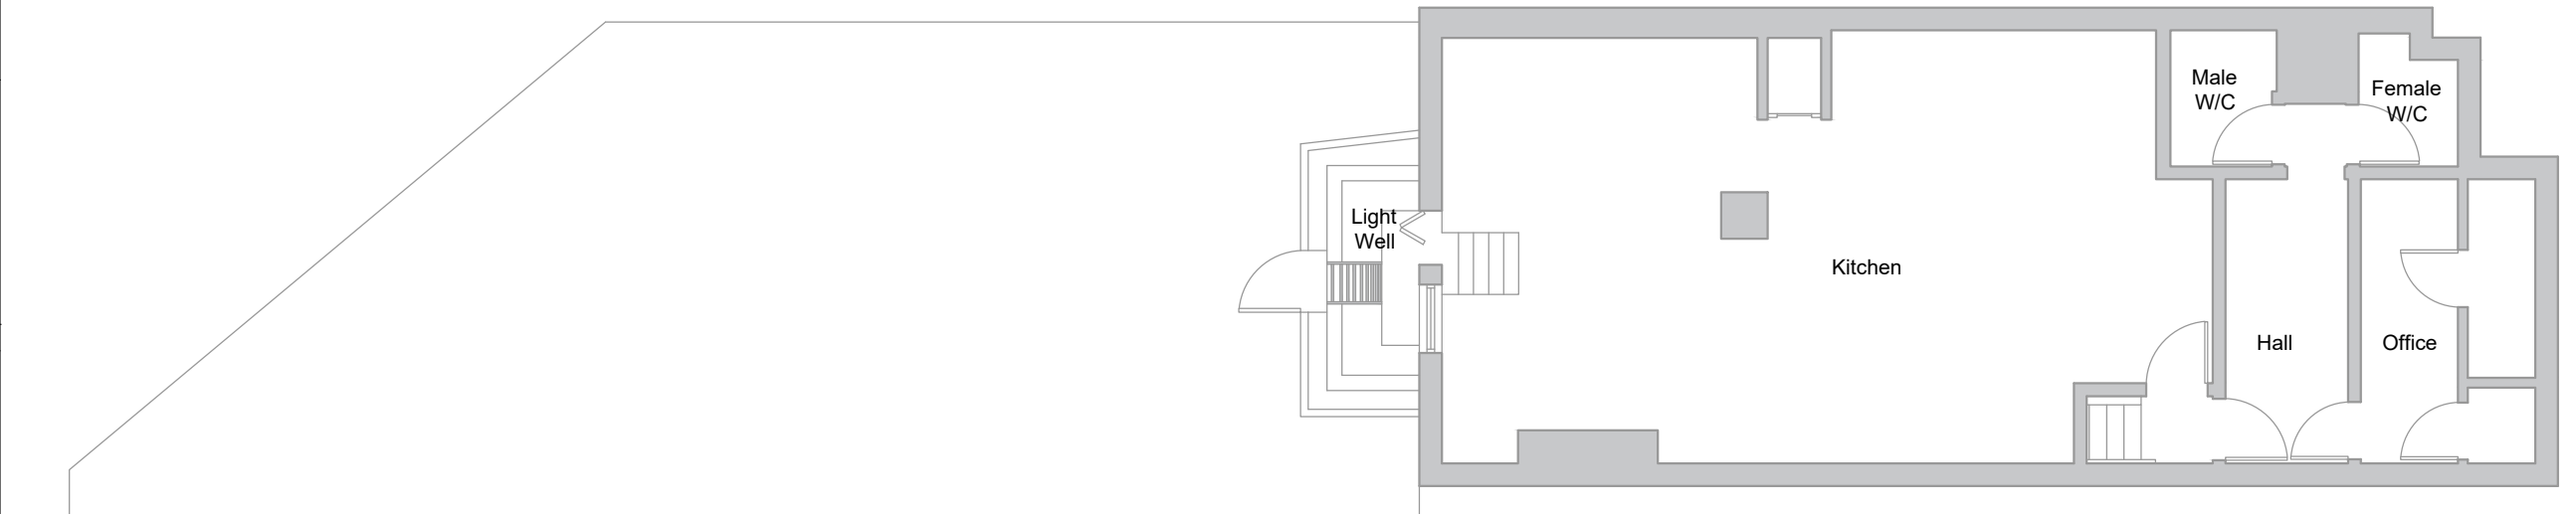 Male
W/C
Female
W/C
Light
Well
Kitchen
Hall
Office